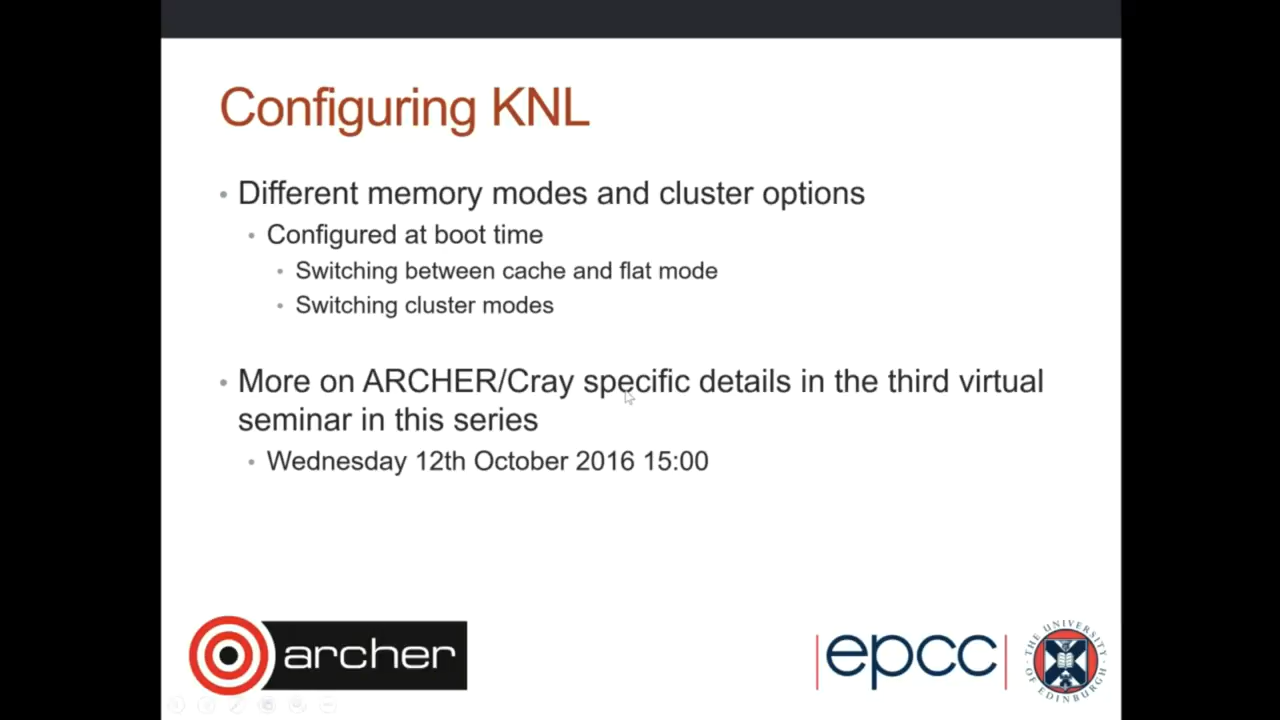 Configuring KNL
• Different memory modes and cluster options
• Configured at boot time
• Switching between cache and flat mode
• Switching cluster modes
• More on ARCHER/Cray specific details in the third virtual
seminar in this series
• Wednesday 12th October 2016 15:00
archer
epcc
THE UNIVERSITY
OF EDINBURGH